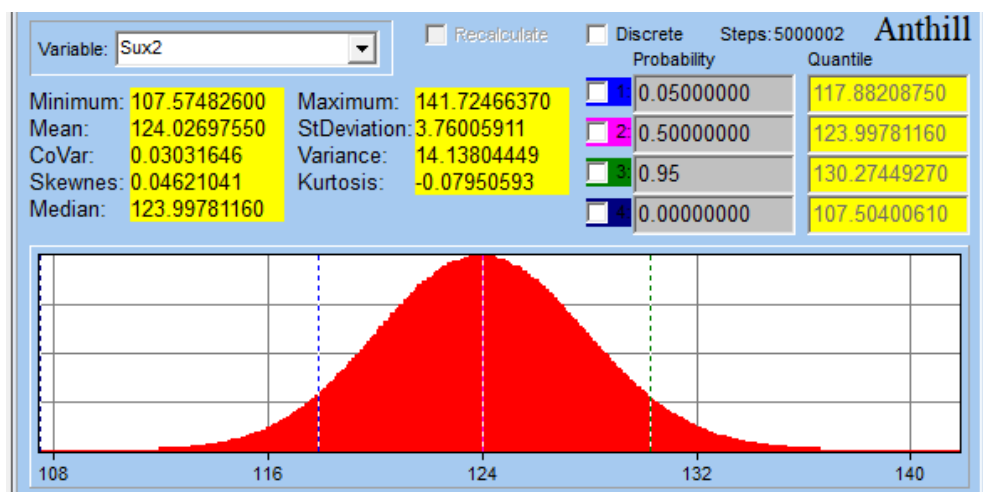 Variable: Sux2 Recalculate Discrete Steps:5000002 Anthill
Probability Quantile
Minimum: 107.57482600 Maximum: 141.72466370 1: 0.05000000 117.88208750
Mean: 124.02697550 StDeviation: 3.76005911 2: 0.50000000 123.99781160
CoVar: 0.03031646 Variance: 14.13804449 3: 0.95 130.27449270
Skewnes: 0.04621041 Kurtosis: -0.07950593 4: 0.00000000 107.50400610
Median: 123.99781160
108 116 124 132 140